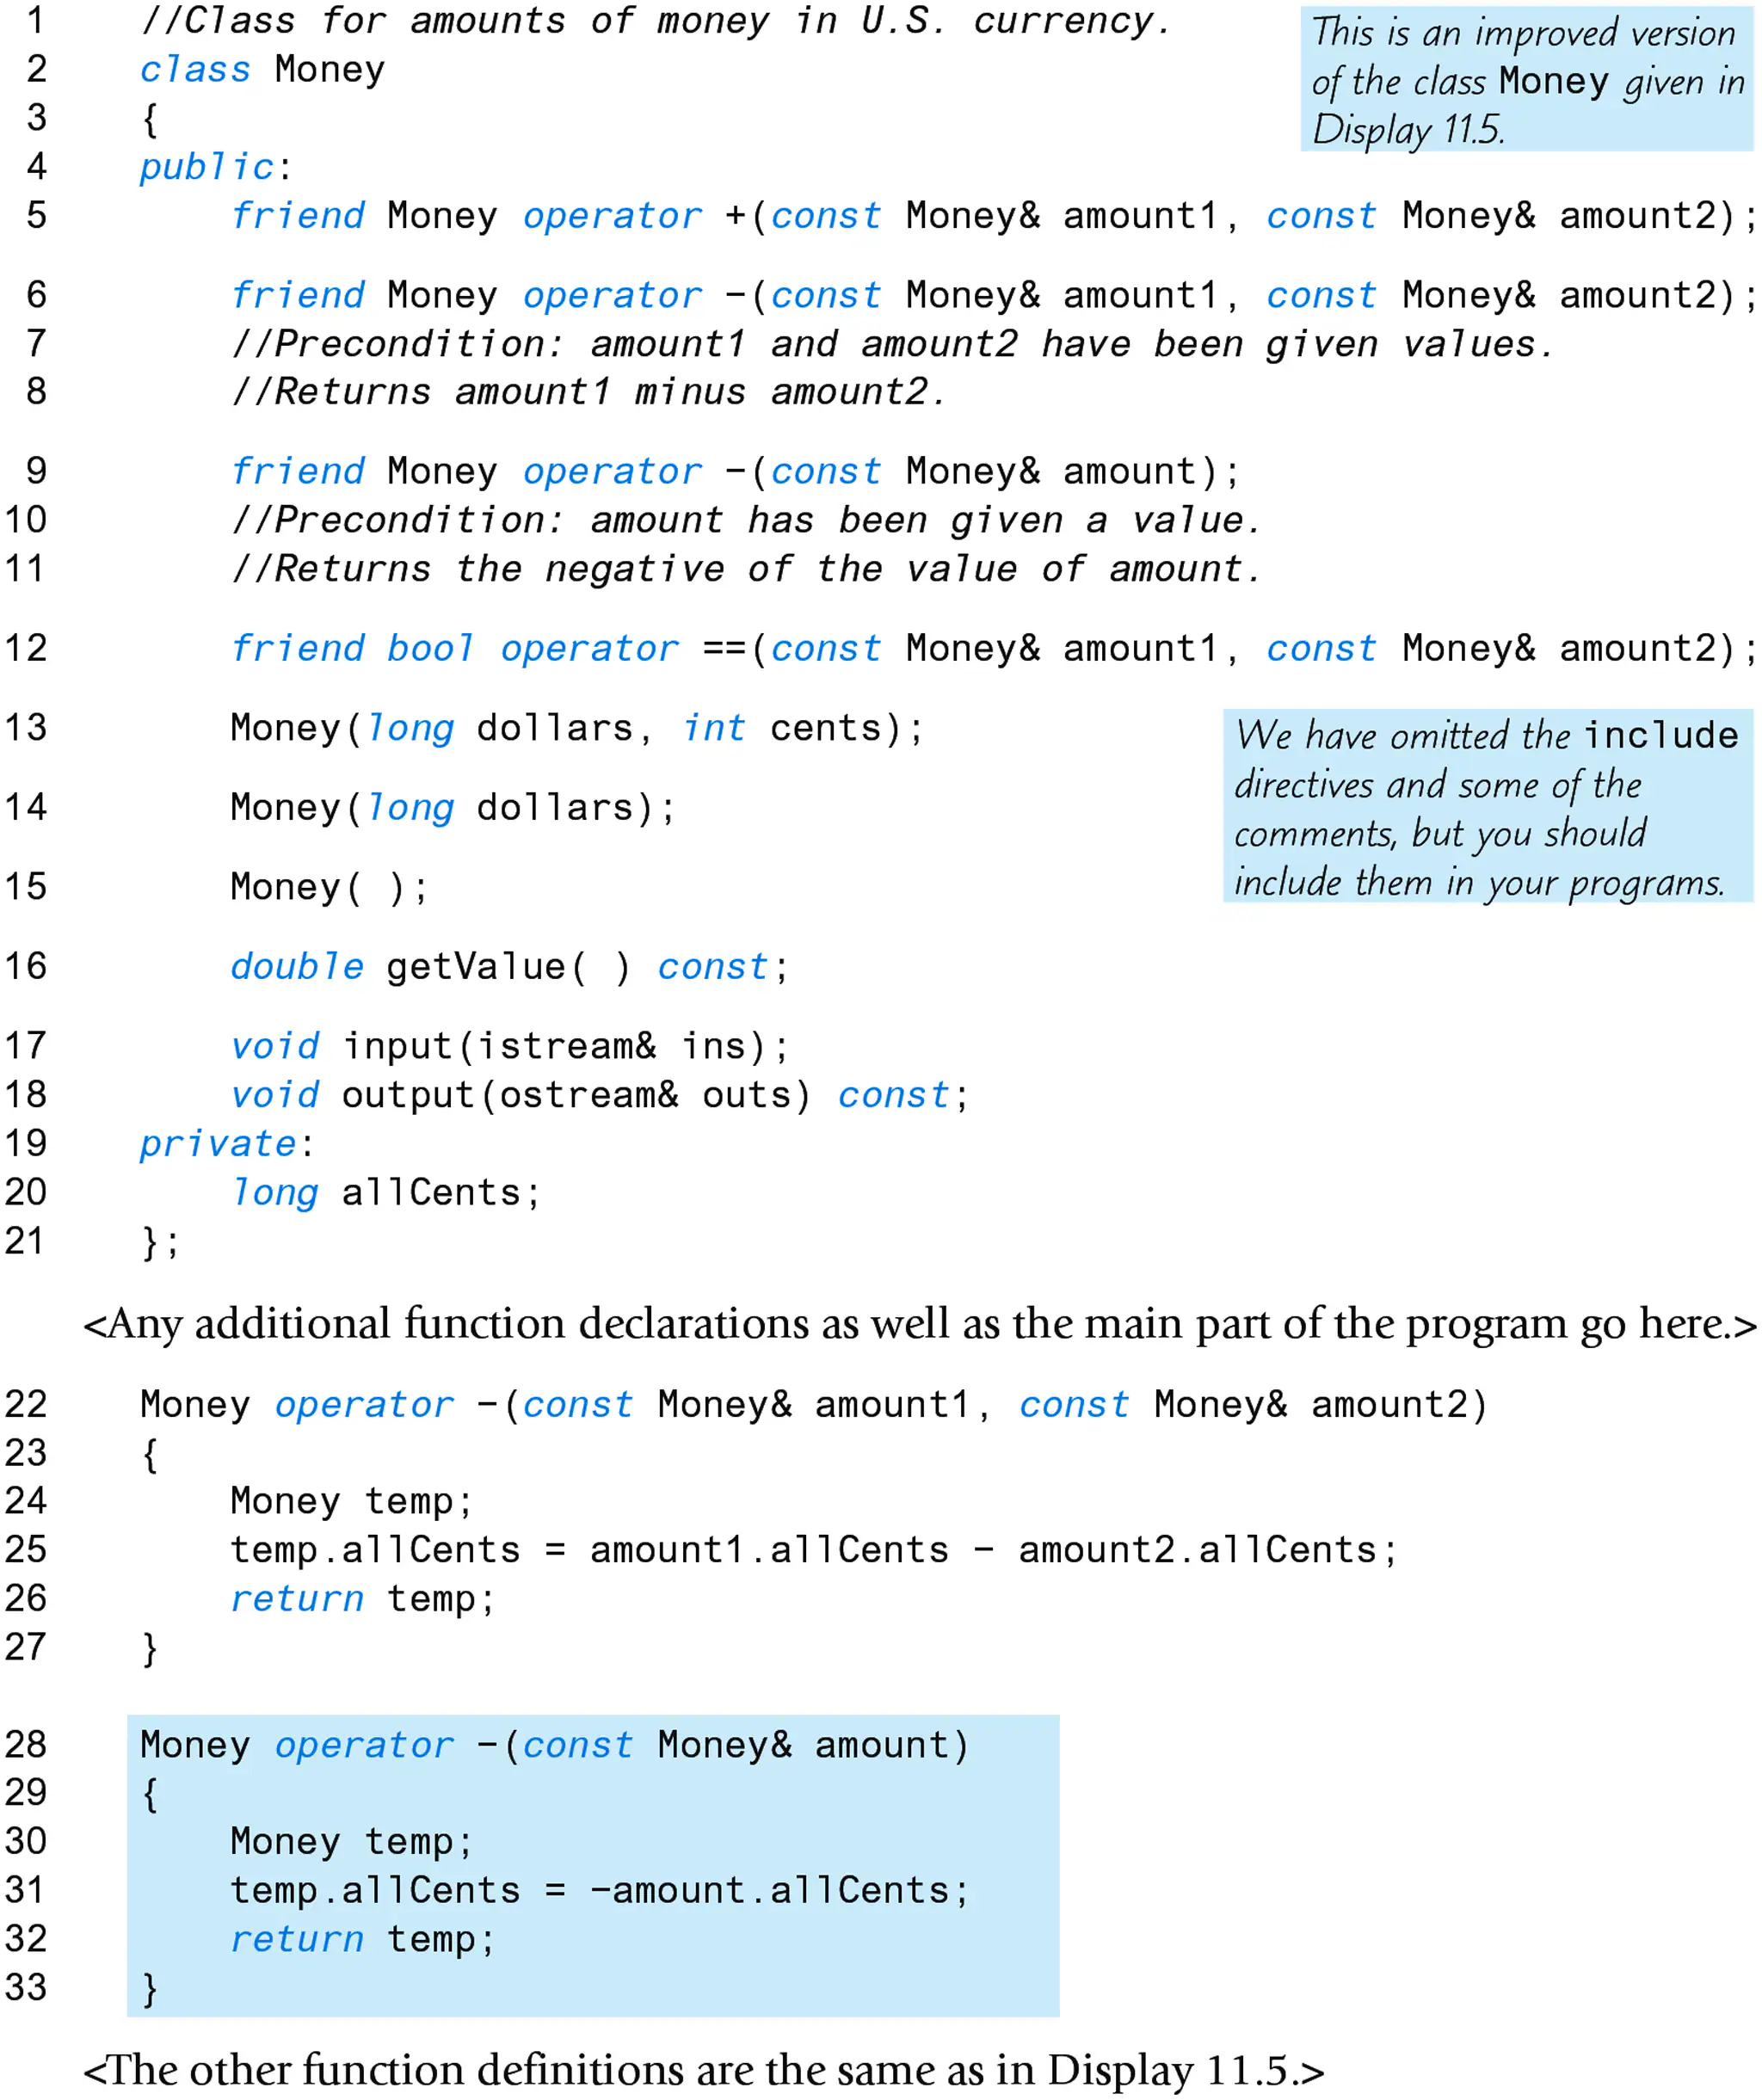 1 //Class for amounts of money in U.S. currency.
2 class Money
3 {
4 public:
5 friend Money operator +(const Money& amount1, const Money& amount2);
6 friend Money operator -(const Money& amount1, const Money& amount2);
7 //Precondition: amount1 and amount2 have been given values.
8 //Returns amount1 minus amount2.
9 friend Money operator -(const Money& amount);
10 //Precondition: amount has been given a value.
11 //Returns the negative of the value of amount.
12 friend bool operator ==(const Money& amount1, const Money& amount2);
13 Money(long dollars, int cents);
14 Money(long dollars);
15 Money( );
16 double getValue( ) const;
17 void input(istream& ins);
18 void output(ostream& outs) const;
19 private:
20 long allCents;
21 };
This is an improved version
of the class Money given in
Display 11.5.
We have omitted the include
directives and some of the
comments, but you should
include them in your programs.
<Any additional function declarations as well as the main part of the program go here.>
22 Money operator -(const Money& amount1, const Money& amount2)
23 {
24 Money temp;
25 temp.allCents = amount1.allCents - amount2.allCents;
26 return temp;
27 }
28 Money operator -(const Money& amount)
29 {
30 Money temp;
31 temp.allCents = -amount.allCents;
32 return temp;
33 }
<The other function definitions are the same as in Display 11.5.>